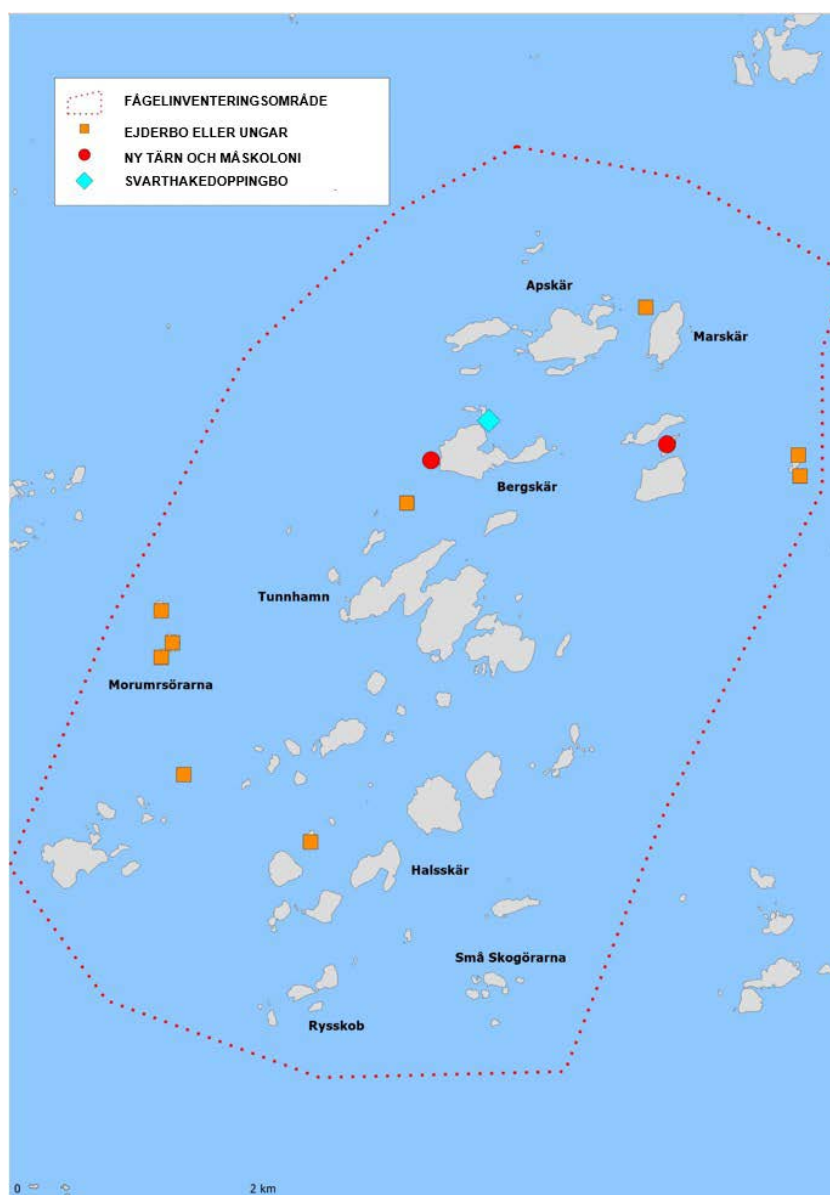 FÅGELINVENTERINGSOMRÅDE
EJDERBO ELLER UNGAR
NY TÄRN OCH MÅSKOLONI
SVARTHAKEDOPPINGBO
Apskär
Marskär
Bergskär
Tunnhamn
Morumrsörarna
Halsskär
Små Skogörarna
Rysskob
0 2 km